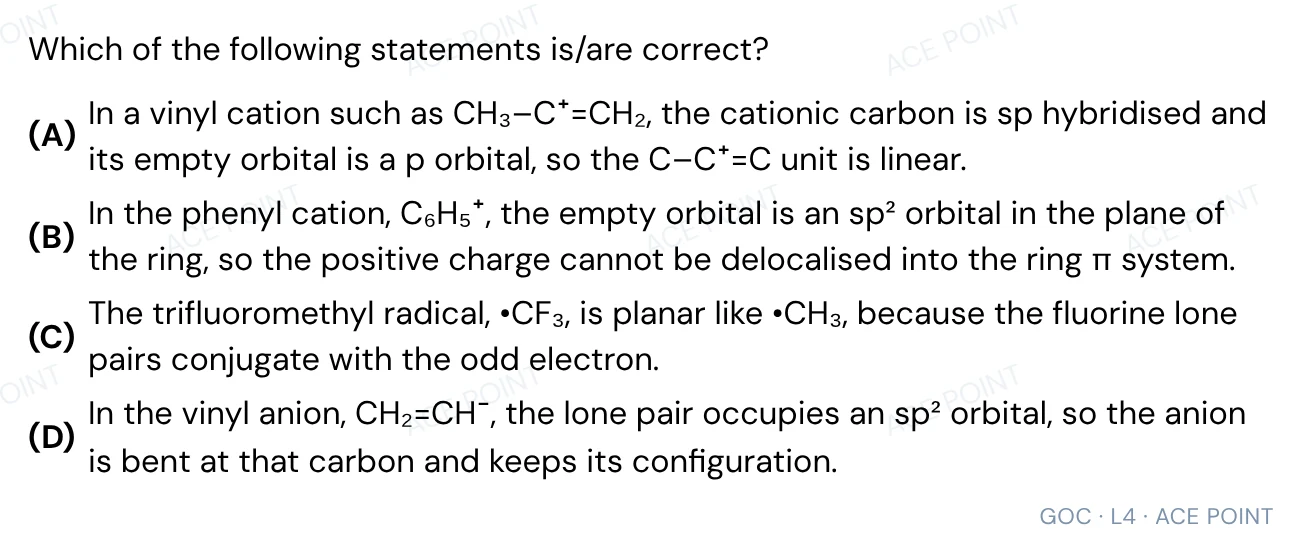 Which of the following statements is/are correct?
(A) In a vinyl cation such as CH₃–C⁺=CH₂, the cationic carbon is sp hybridised and
its empty orbital is a p orbital, so the C–C⁺=C unit is linear.
(B) In the phenyl cation, C₆H₅⁺, the empty orbital is an sp² orbital in the plane of
the ring, so the positive charge cannot be delocalised into the ring π system.
(C) The trifluoromethyl radical, •CF₃, is planar like •CH₃, because the fluorine lone
pairs conjugate with the odd electron.
(D) In the vinyl anion, CH₂=CH⁻, the lone pair occupies an sp² orbital, so the anion
is bent at that carbon and keeps its configuration.
GOC · L4 · ACE POINT